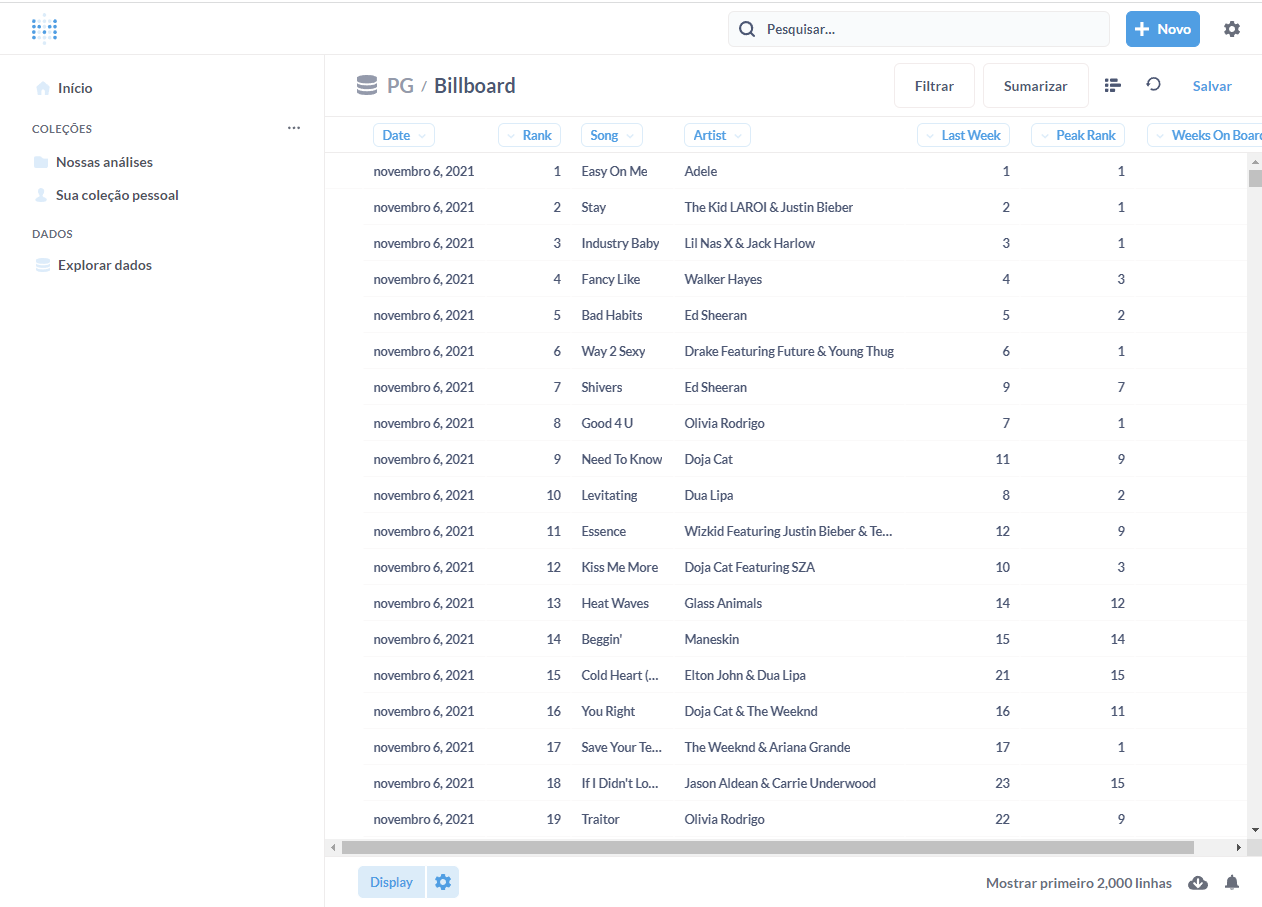 Pesquisar...
Novo
Início
COLEÇÕES
Nossas análises
Sua coleção pessoal
DADOS
Explorar dados
PG / Billboard
Filtrar Sumarizar Salvar
Date Rank Song Artist Last Week Peak Rank Weeks On Board
novembro 6, 2021 1 Easy On Me Adele 1 1
novembro 6, 2021 2 Stay The Kid LAROI & Justin Bieber 2 1
novembro 6, 2021 3 Industry Baby Lil Nas X & Jack Harlow 3 1
novembro 6, 2021 4 Fancy Like Walker Hayes 4 3
novembro 6, 2021 5 Bad Habits Ed Sheeran 5 2
novembro 6, 2021 6 Way 2 Sexy Drake Featuring Future & Young Thug 6 1
novembro 6, 2021 7 Shivers Ed Sheeran 9 7
novembro 6, 2021 8 Good 4 U Olivia Rodrigo 7 1
novembro 6, 2021 9 Need To Know Doja Cat 11 9
novembro 6, 2021 10 Levitating Dua Lipa 8 2
novembro 6, 2021 11 Essence Wizkid Featuring Justin Bieber & Te... 12 9
novembro 6, 2021 12 Kiss Me More Doja Cat Featuring SZA 10 3
novembro 6, 2021 13 Heat Waves Glass Animals 14 12
novembro 6, 2021 14 Beggin' Maneskin 15 14
novembro 6, 2021 15 Cold Heart (... Elton John & Dua Lipa 21 15
novembro 6, 2021 16 You Right Doja Cat & The Weeknd 16 11
novembro 6, 2021 17 Save Your Te... The Weeknd & Ariana Grande 17 1
novembro 6, 2021 18 If I Didn't Lo... Jason Aldean & Carrie Underwood 23 15
novembro 6, 2021 19 Traitor Olivia Rodrigo 22 9
Display Mostrar primeiro 2,000 linhas